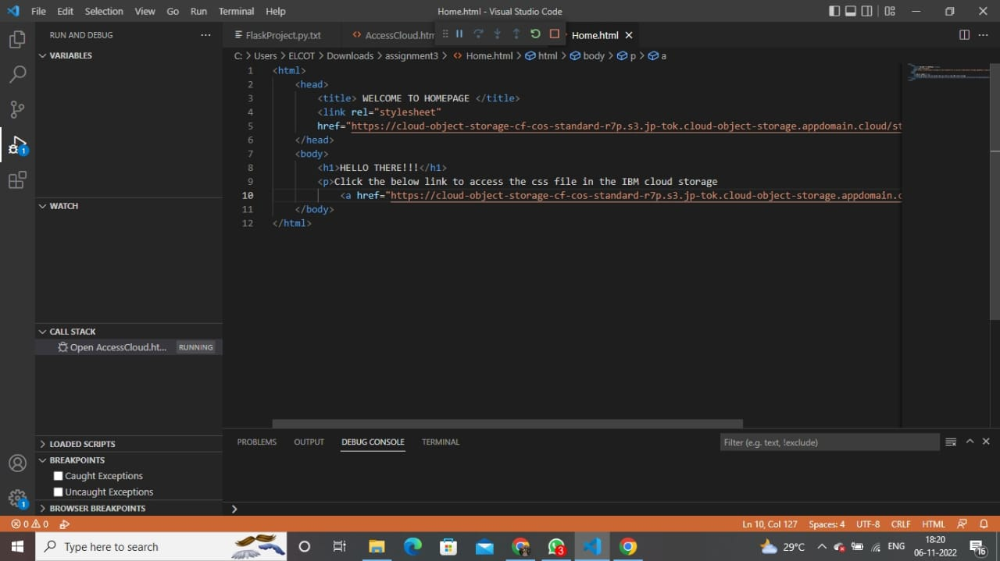 File Edit Selection View Go Run Terminal Help
Home.html - Visual Studio Code
RUN AND DEBUG
VARIABLES
WATCH
CALL STACK
Open AccessCloud.ht... RUNNING
LOADED SCRIPTS
BREAKPOINTS
Caught Exceptions
Uncaught Exceptions
BROWSER BREAKPOINTS
1
1
FlaskProject.py.txt
AccessCloud.htm
Home.html
C: > Users > ELCOT > Downloads > assignment3 > Home.html > html > body > p > a
1 <html>
2 <head>
3 <title> WELCOME TO HOMEPAGE </title>
4 <link rel="stylesheet"
5 href="https://cloud-object-storage-cf-cos-standard-r7p.s3.jp-tok.cloud-object-storage.appdomain.cloud/st
6 </head>
7 <body>
8 <h1>HELLO THERE!!!</h1>
9 <p>Click the below link to access the css file in the IBM cloud storage
10 <a href="https://cloud-object-storage-cf-cos-standard-r7p.s3.jp-tok.cloud-object-storage.appdomain.c
11 </body>
12 </html>
PROBLEMS OUTPUT DEBUG CONSOLE TERMINAL
Filter (e.g. text, !exclude)
0 0
Ln 10, Col 127 Spaces: 4 UTF-8 CRLF HTML
Type here to search
3
29°C
ENG
18:20
06-11-2022
16